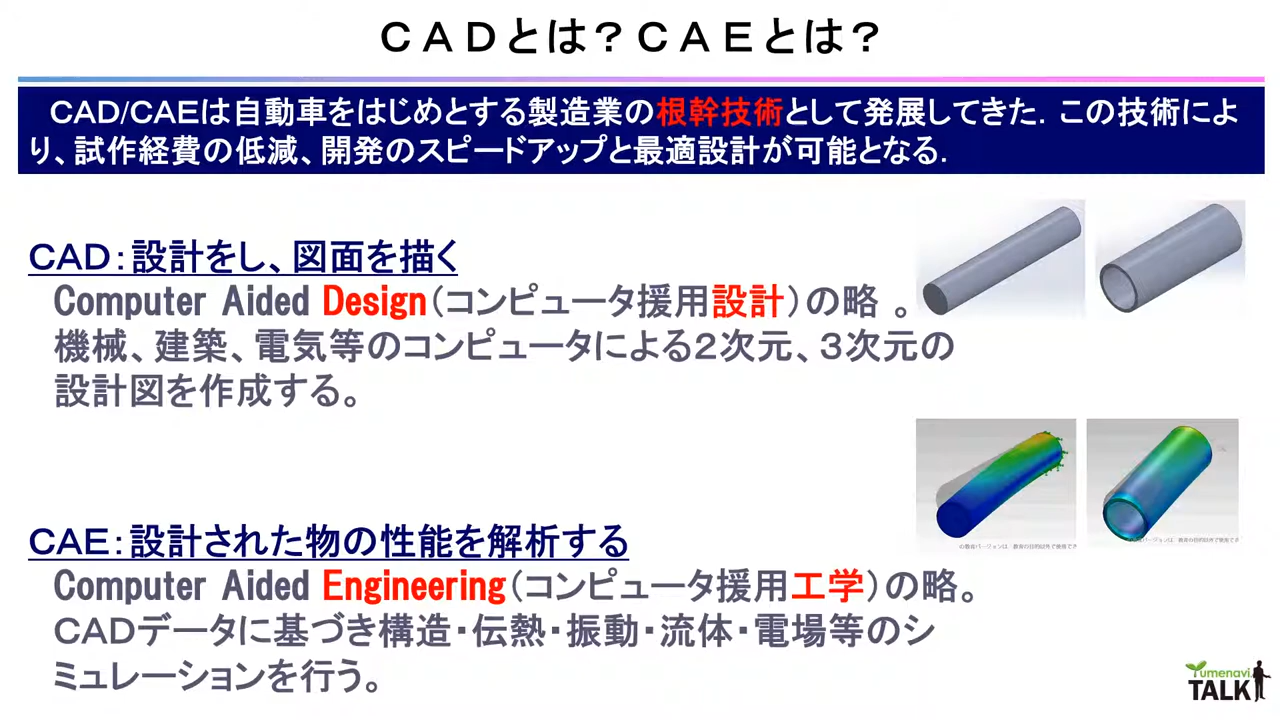 ＣＡＤとは？ＣＡＥとは？
CAD/CAEは自動車をはじめとする製造業の根幹技術として発展してきた．この技術によ
り、試作経費の低減、開発のスピードアップと最適設計が可能となる．
ＣＡＤ：設計をし、図面を描く
Computer Aided Design（コンピュータ援用設計）の略 。
機械、建築、電気等のコンピュータによる２次元、３次元の
設計図を作成する。
ＣＡＥ：設計された物の性能を解析する
Computer Aided Engineering（コンピュータ援用工学）の略。
ＣＡＤデータに基づき構造・伝熱・振動・流体・電場等のシ
ミュレーションを行う。
Yumenavi
TALK